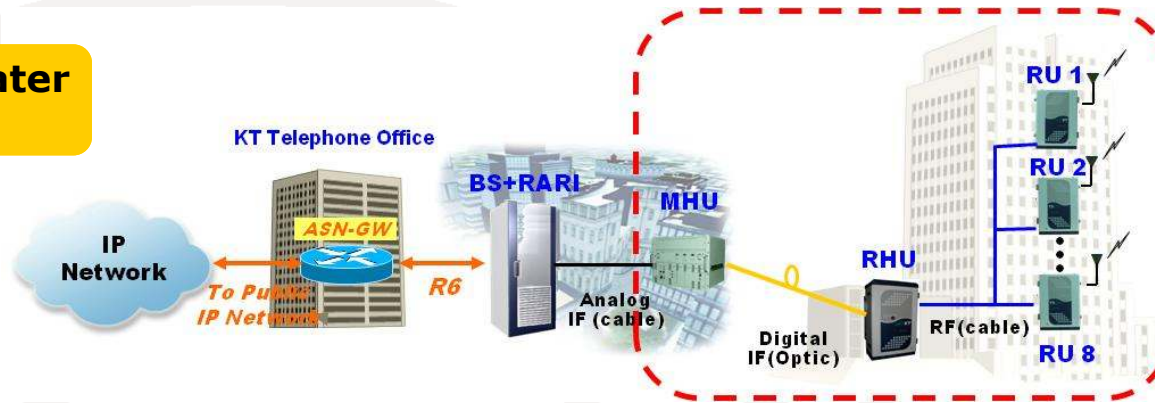 nter
KT Telephone Office
IP
Network
ASN-GW
To Public
IP Network
R6
BS+RARI
Analog
IF (cable)
MHU
Digital
IF(Optic)
RHU
RF(cable)
RU 1
RU 2
RU 8